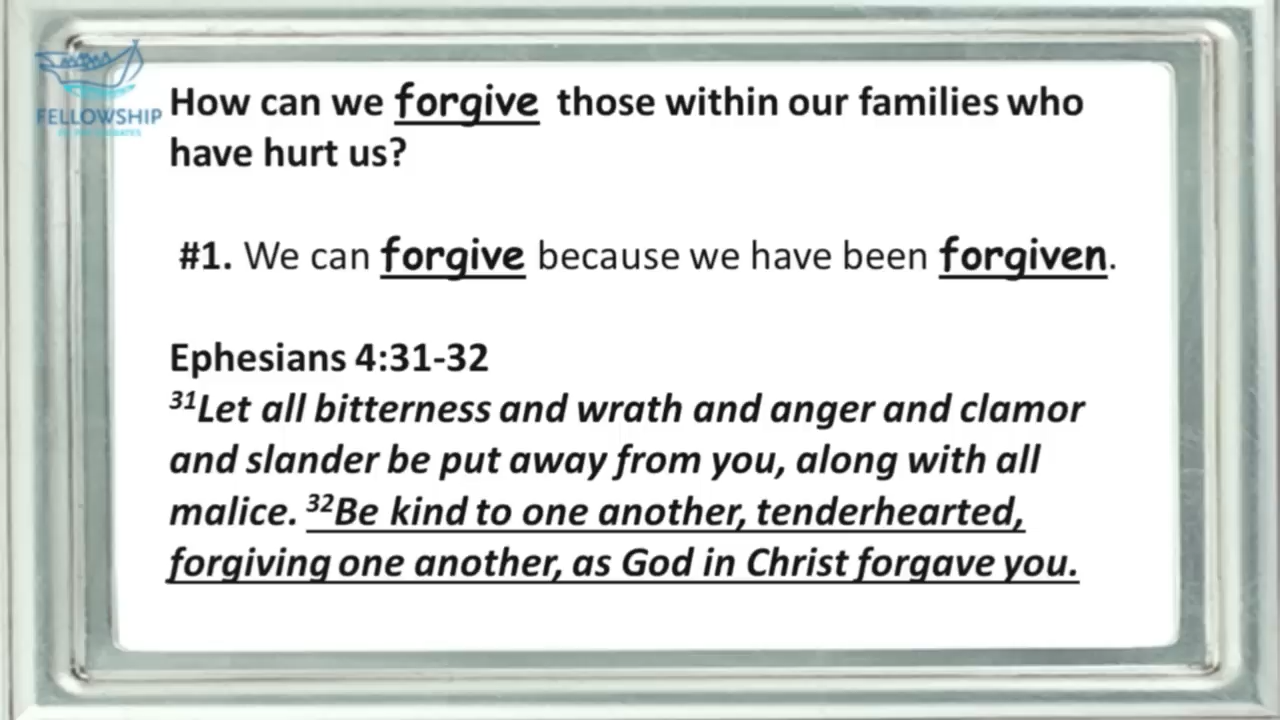 FELLOWSHIP
How can we forgive those within our families who
have hurt us?
#1. We can forgive because we have been forgiven.
Ephesians 4:31-32
31Let all bitterness and wrath and anger and clamor
and slander be put away from you, along with all
malice. 32Be kind to one another, tenderhearted,
forgiving one another, as God in Christ forgave you.